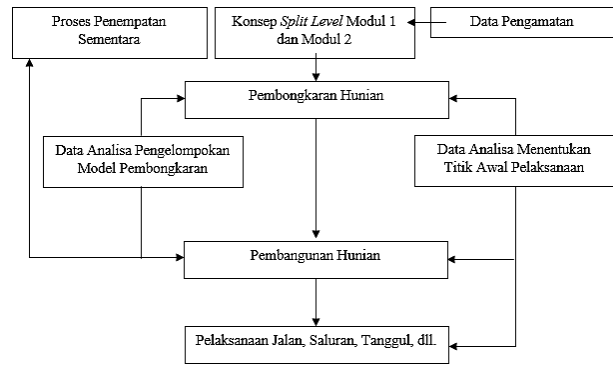 Proses Penempatan
Sementara
Konsep Split Level Modul 1
dan Modul 2
Data Pengamatan
Pembongkaran Hunian
Data Analisa Pengelompokan
Model Pembongkaran
Data Analisa Menentukan
Titik Awal Pelaksanaan
Pembangunan Hunian
Pelaksanaan Jalan, Saluran, Tanggul, dll.